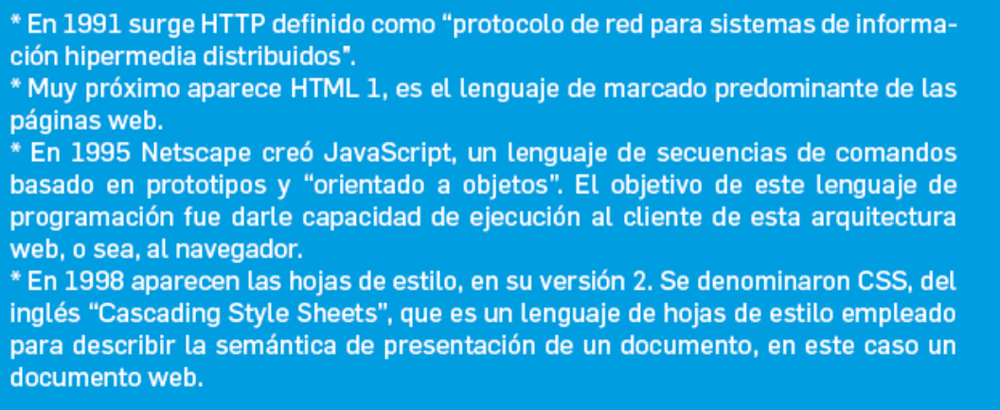 * En 1991 surge HTTP definido como “protocolo de red para sistemas de informa-
ción hipermedia distribuidos”.
* Muy próximo aparece HTML 1, es el lenguaje de marcado predominante de las
páginas web.
* En 1995 Netscape creó JavaScript, un lenguaje de secuencias de comandos
basado en prototipos y “orientado a objetos”. El objetivo de este lenguaje de
programación fue darle capacidad de ejecución al cliente de esta arquitectura
web, o sea, al navegador.
* En 1998 aparecen las hojas de estilo, en su versión 2. Se denominaron CSS, del
inglés “Cascading Style Sheets”, que es un lenguaje de hojas de estilo empleado
para describir la semántica de presentación de un documento, en este caso un
documento web.